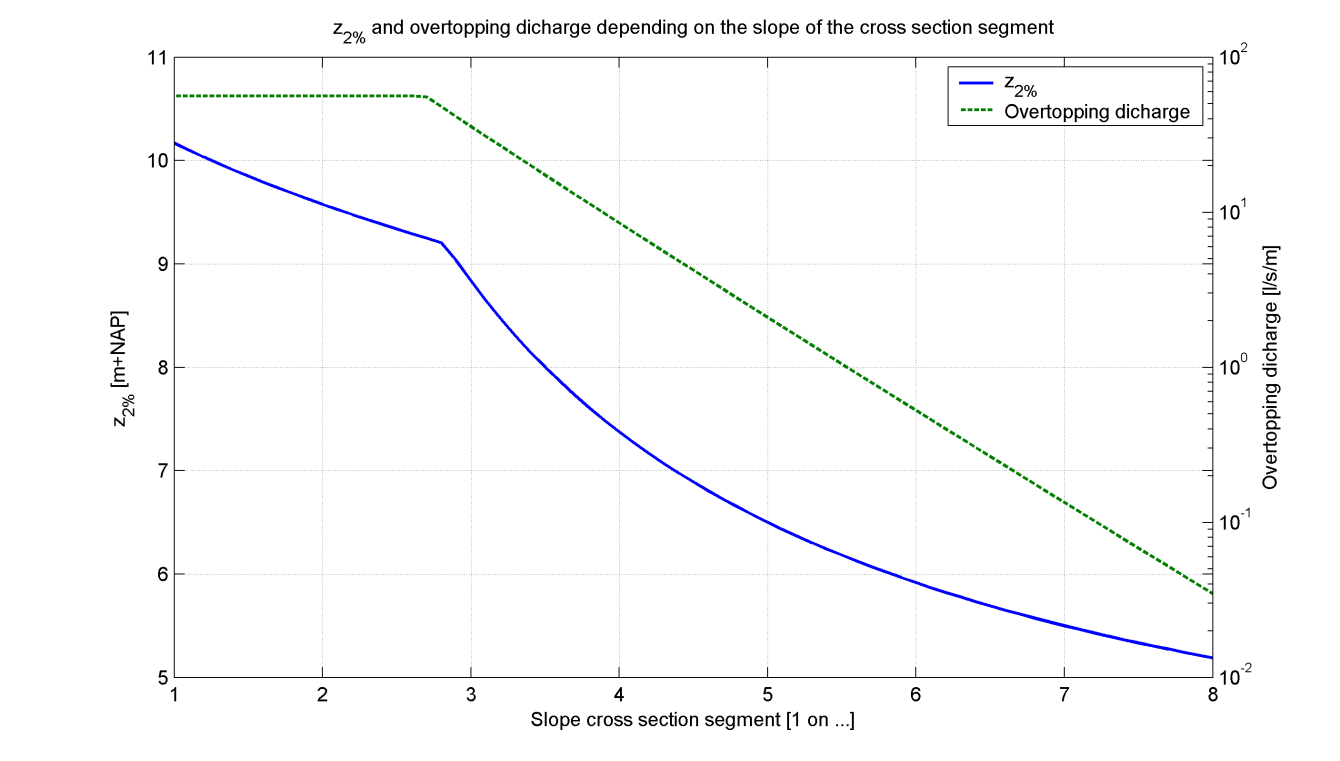 z2% and overtopping dicharge depending on the slope of the cross section segment
z2%
Overtopping dicharge
11
10
9
8
7
6
5
z2% [m+NAP]
10^2
10^1
10^0
10^-1
10^-2
Overtopping dicharge [l/s/m]
1 2 3 4 5 6 7 8
Slope cross section segment [1 on ...]